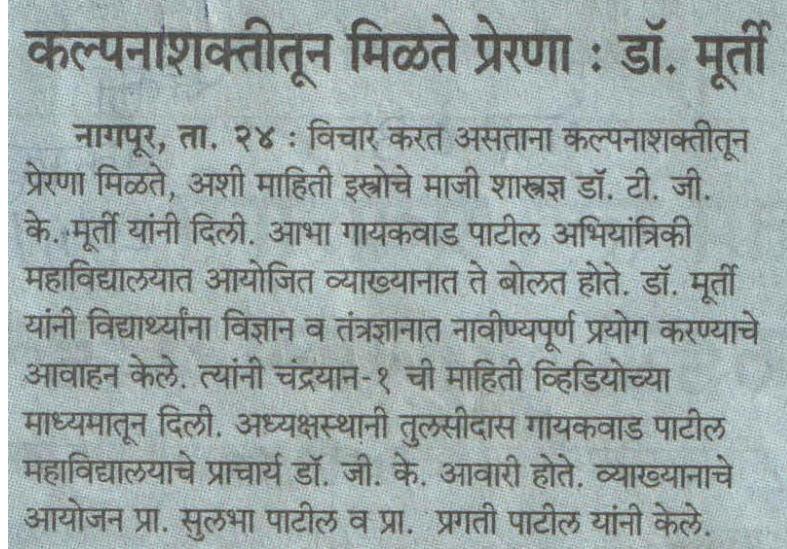 कल्पनाशक्तीतून मिळते प्रेरणा : डॉ. मूर्ती
नागपूर, ता. २४ : विचार करत असताना कल्पनाशक्तीतून
प्रेरणा मिळते, अशी माहिती इस्त्रोचे माजी शास्त्रज्ञ डॉ. टी. जी.
के. मूर्ती यांनी दिली. आभा गायकवाड पाटील अभियांत्रिकी
महाविद्यालयात आयोजित व्याख्यानात ते बोलत होते. डॉ. मूर्ती
यांनी विद्यार्थ्यांना विज्ञान व तंत्रज्ञानात नावीण्यपूर्ण प्रयोग करण्याचे
आवाहन केले. त्यांनी चंद्रयान-१ ची माहिती व्हिडियोच्या
माध्यमातून दिली. अध्यक्षस्थानी तुलसीदास गायकवाड पाटील
महाविद्यालयाचे प्राचार्य डॉ. जी. के. आवारी होते. व्याख्यानाचे
आयोजन प्रा. सुलभा पाटील व प्रा. प्रगती पाटील यांनी केले.